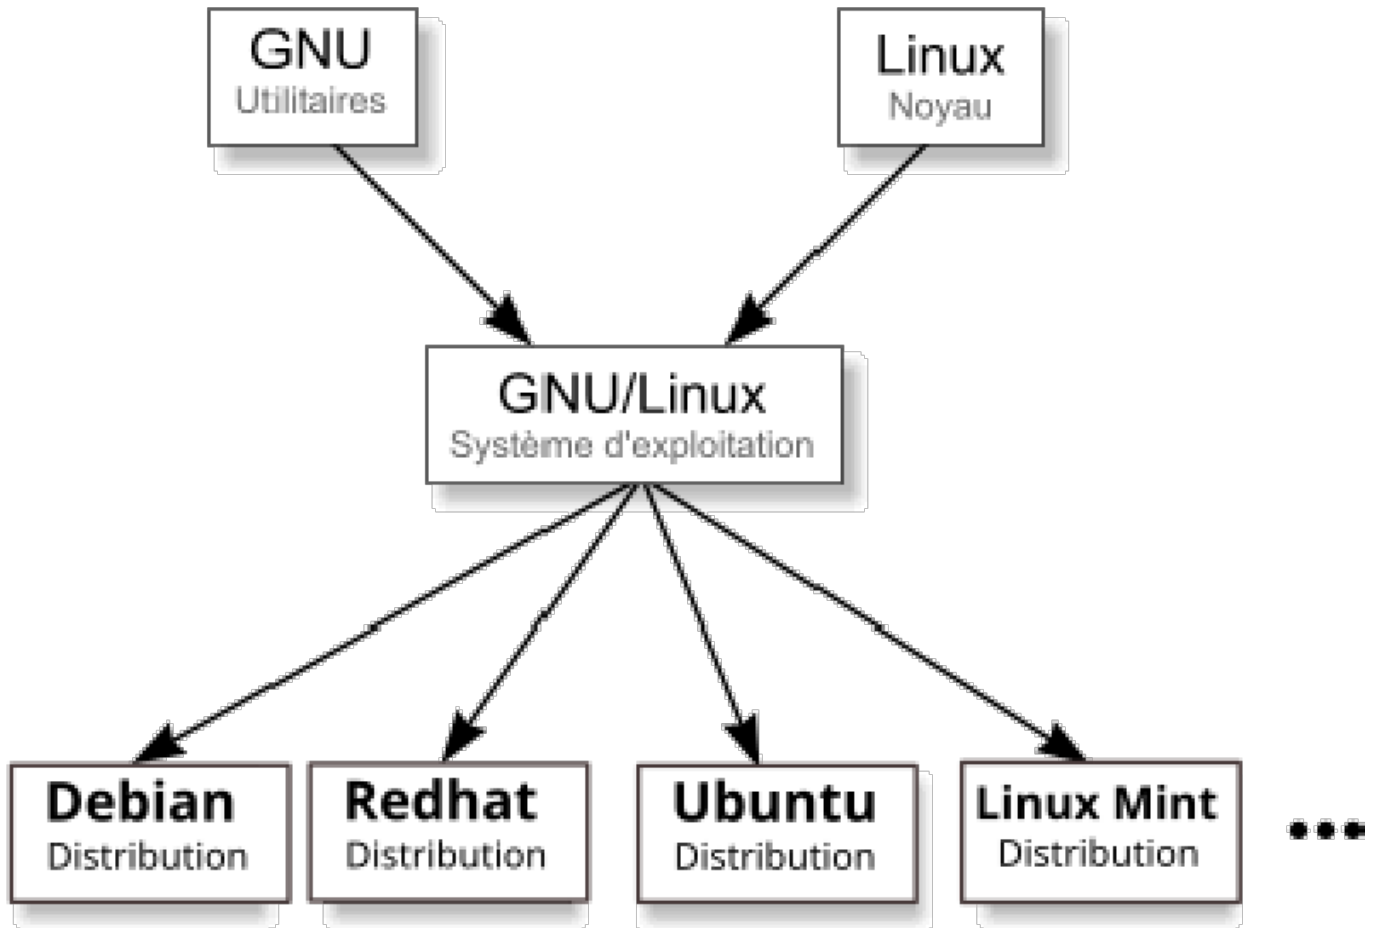 GNU
Utilitaires
Linux
Noyau
GNU/Linux
Système d'exploitation
Debian
Distribution
Redhat
Distribution
Ubuntu
Distribution
Linux Mint
Distribution
...